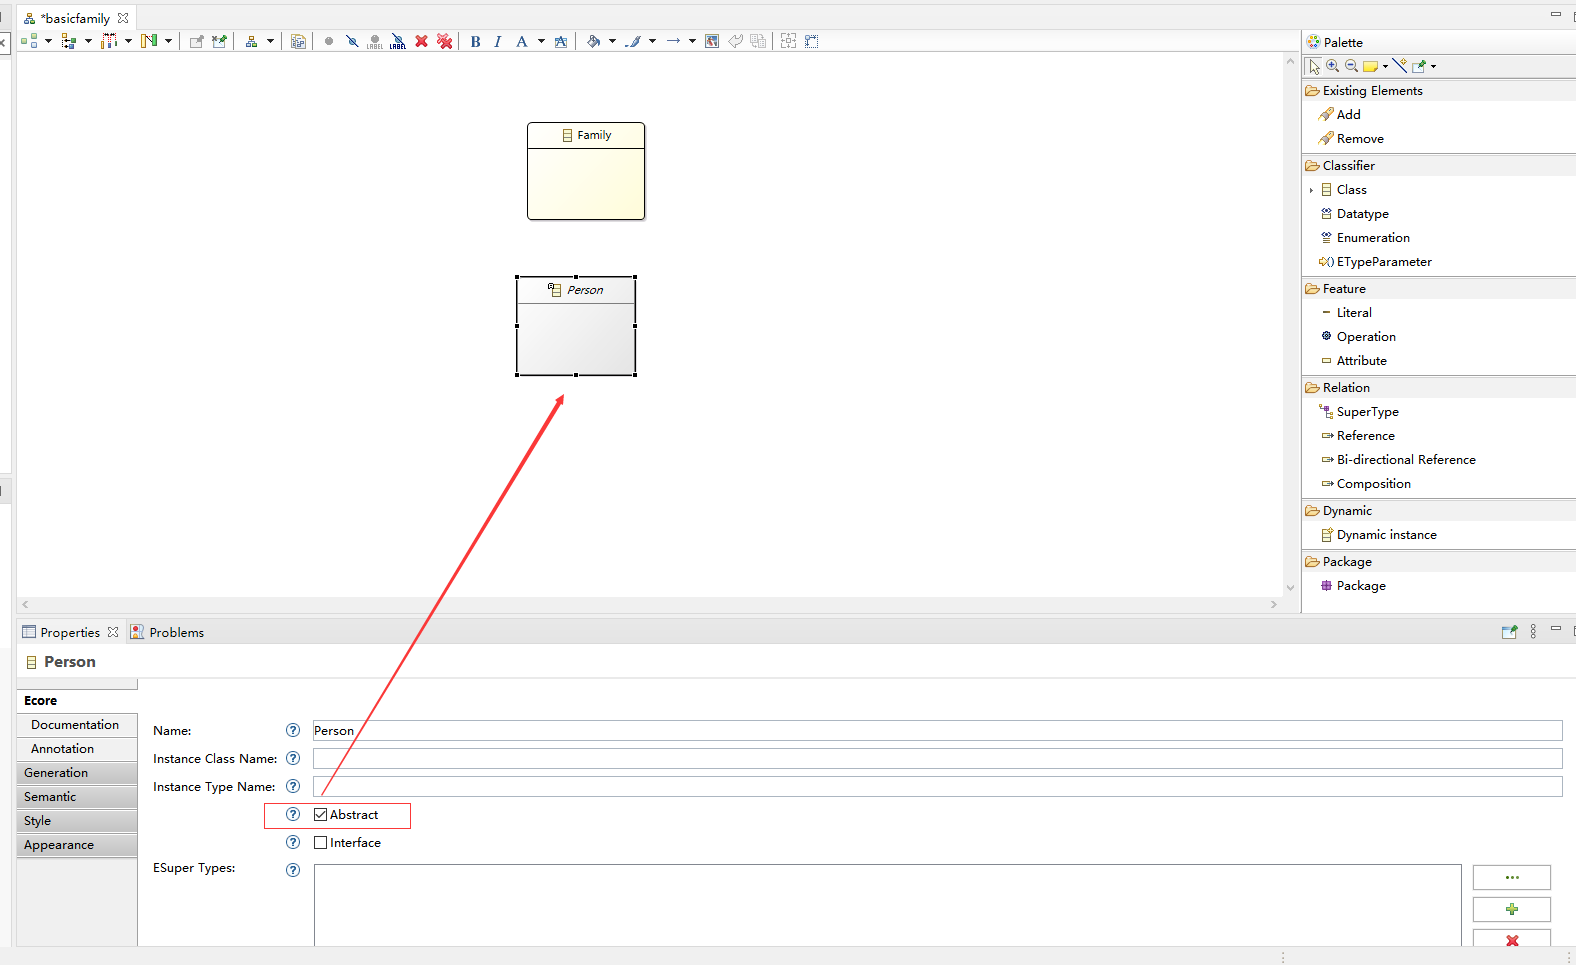 *basicfamily
LABEL LABEL B I A A
Palette
Existing Elements
Add
Remove
Classifier
Class
Datatype
Enumeration
ETypeParameter
Feature
Literal
Operation
Attribute
Relation
SuperType
Reference
Bi-directional Reference
Composition
Dynamic
Dynamic instance
Package
Package
Family
Person
Properties
Problems
Person
Ecore
Documentation
Annotation
Generation
Semantic
Style
Appearance
Name: ? Person
Instance Class Name: ?
Instance Type Name: ?
? Abstract
? Interface
ESuper Types: ?